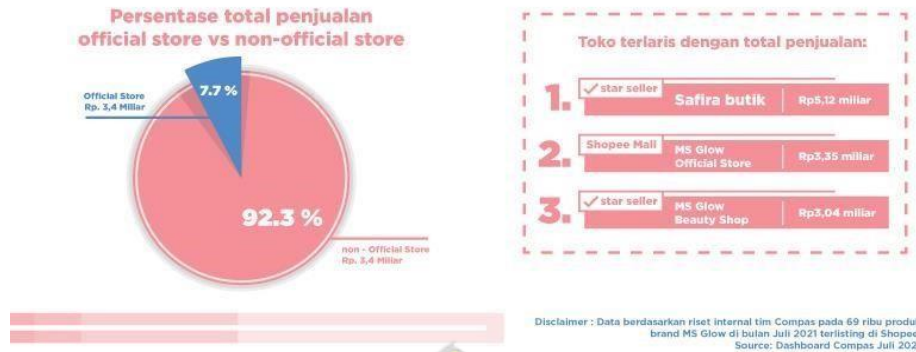 Persentase total penjualan
official store vs non-official store
Official Store
Rp. 3,4 Miliar
7.7 %
92.3 %
non - Official Store
Rp. 3,4 Miliar
Toko terlaris dengan total penjualan:
1.
star seller
Safira butik
Rp5,12 miliar
2.
Shopee Mall
MS Glow
Official Store
Rp3,35 miliar
3.
star seller
MS Glow
Beauty Shop
Rp3,04 miliar
Disclaimer : Data berdasarkan riset internal tim Compas pada 69 ribu produ
brand MS Glow di bulan Juli 2021 terlisting di Shopee
Source: Dashboard Compas Juli 202